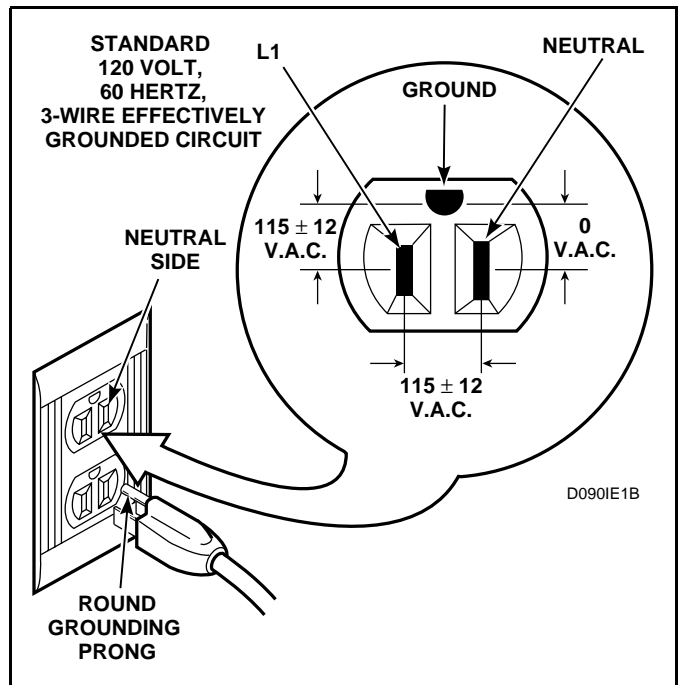 STANDARD
120 VOLT,
60 HERTZ,
3-WIRE EFFECTIVELY
GROUNDED CIRCUIT
L1
NEUTRAL
GROUND
115 ± 12
V.A.C.
0
V.A.C.
NEUTRAL
SIDE
115 ± 12
V.A.C.
D090IE1B
ROUND
GROUNDING
PRONG